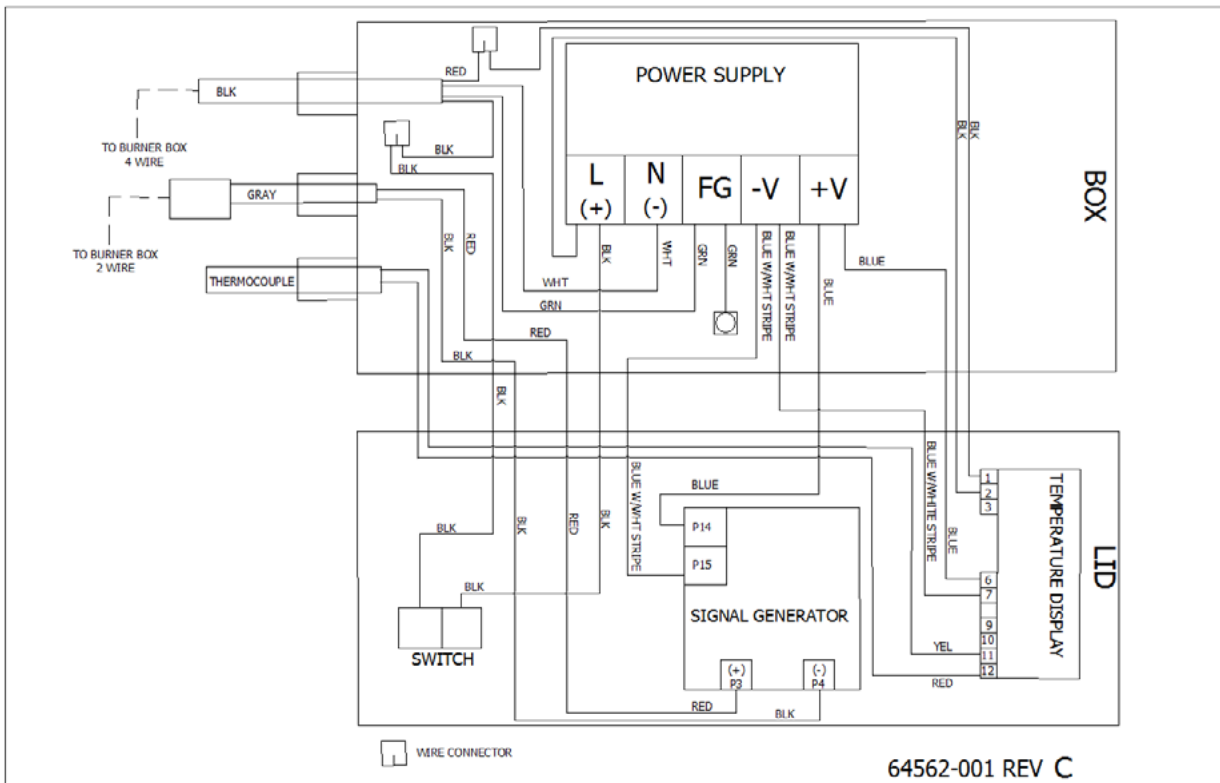 POWER SUPPLY
RED
BLK
TO BURNER BOX
4 WIRE
BLK
BLK
BLK
BLK
BOX
L
(+)
N
(-)
FG
-V
+V
GRAY
TO BURNER BOX
2 WIRE
BLK
RED
BLK
WHT
GRN
GRN
BLUE W/WHT STRIPE
BLUE W/WHT STRIPE
BLUE
BLUE
THERMOCOUPLE
WHT
GRN
RED
BLK
BLK
BLUE W/WHT STRIPE
BLUE
BLUE W/WHITE STRIPE
BLUE
1
2
3
TEMPERATURE DISPLAY
LID
P14
P15
BLK
BLK
RED
BLK
BLK
6
7
9
10
11
12
SIGNAL GENERATOR
SWITCH
YEL
RED
(+)
P3
(-)
P4
RED
BLK
WIRE CONNECTOR
64562-001 REV C